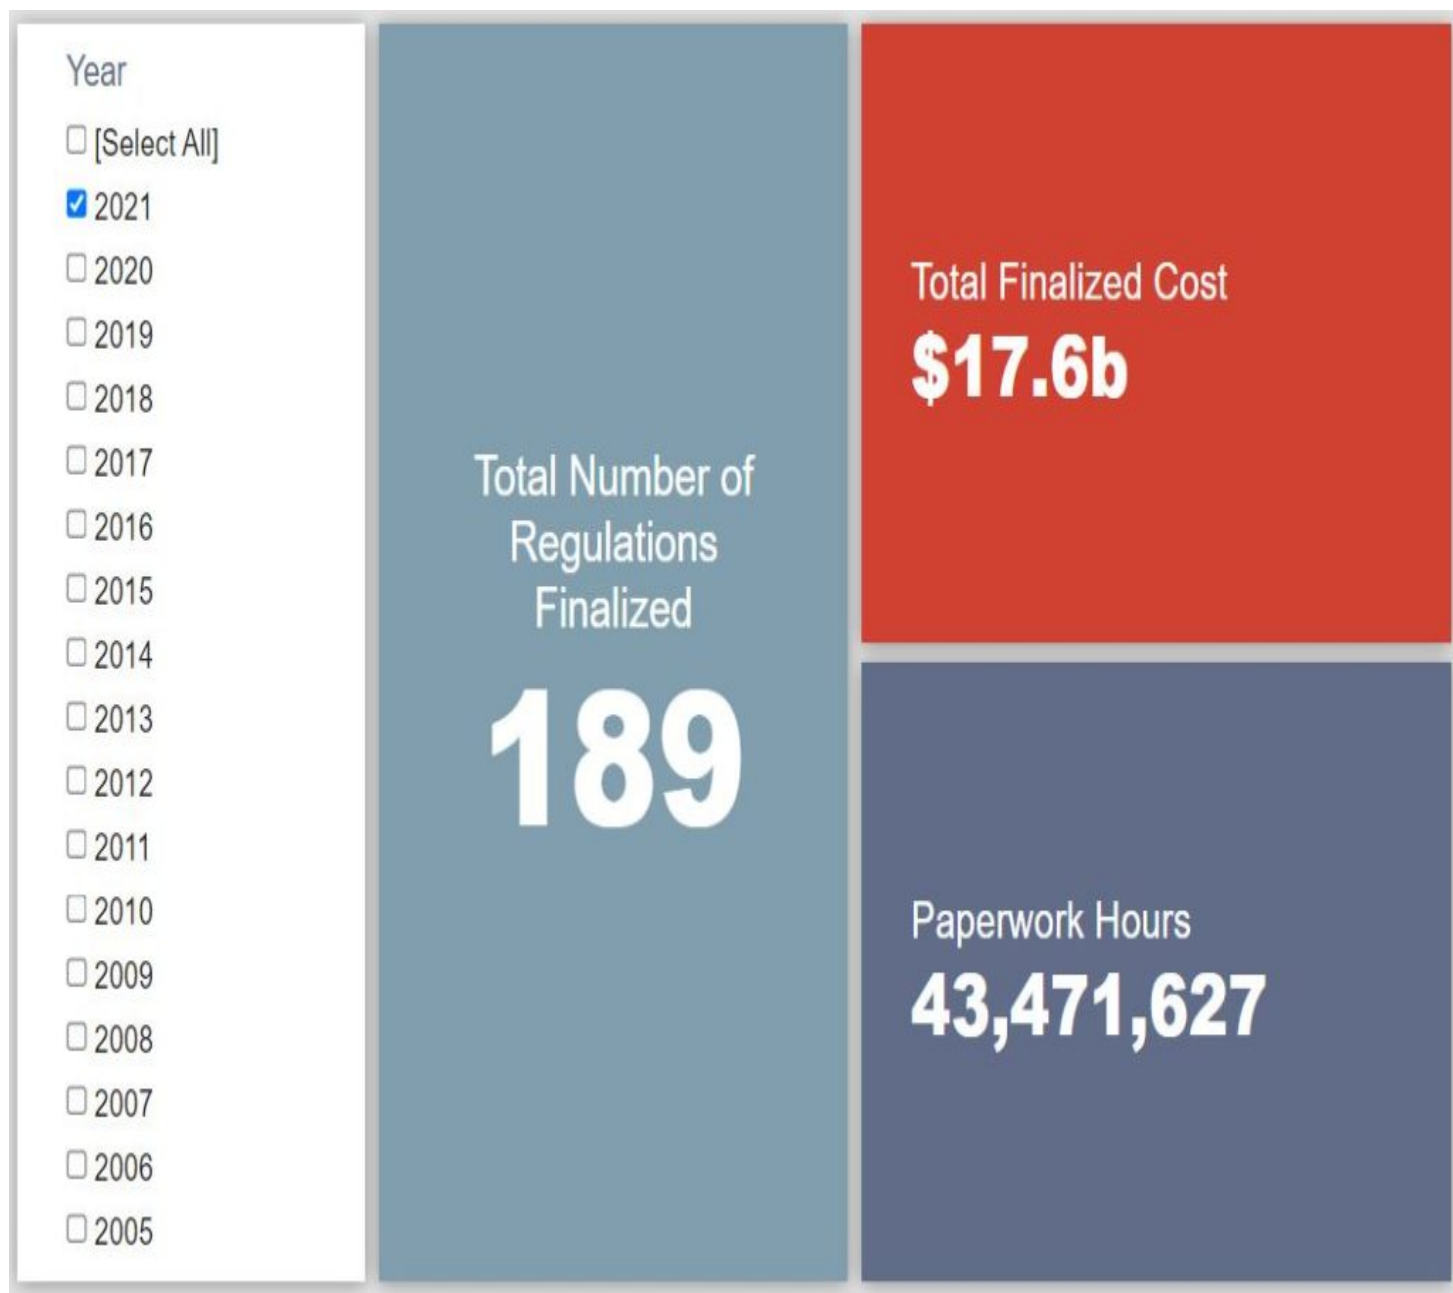 Year
[Select All]
2021
2020
2019
2018
2017
2016
2015
2014
2013
2012
2011
2010
2009
2008
2007
2006
2005
Total Number of
Regulations
Finalized
189
Total Finalized Cost
$17.6b
Paperwork Hours
43,471,627